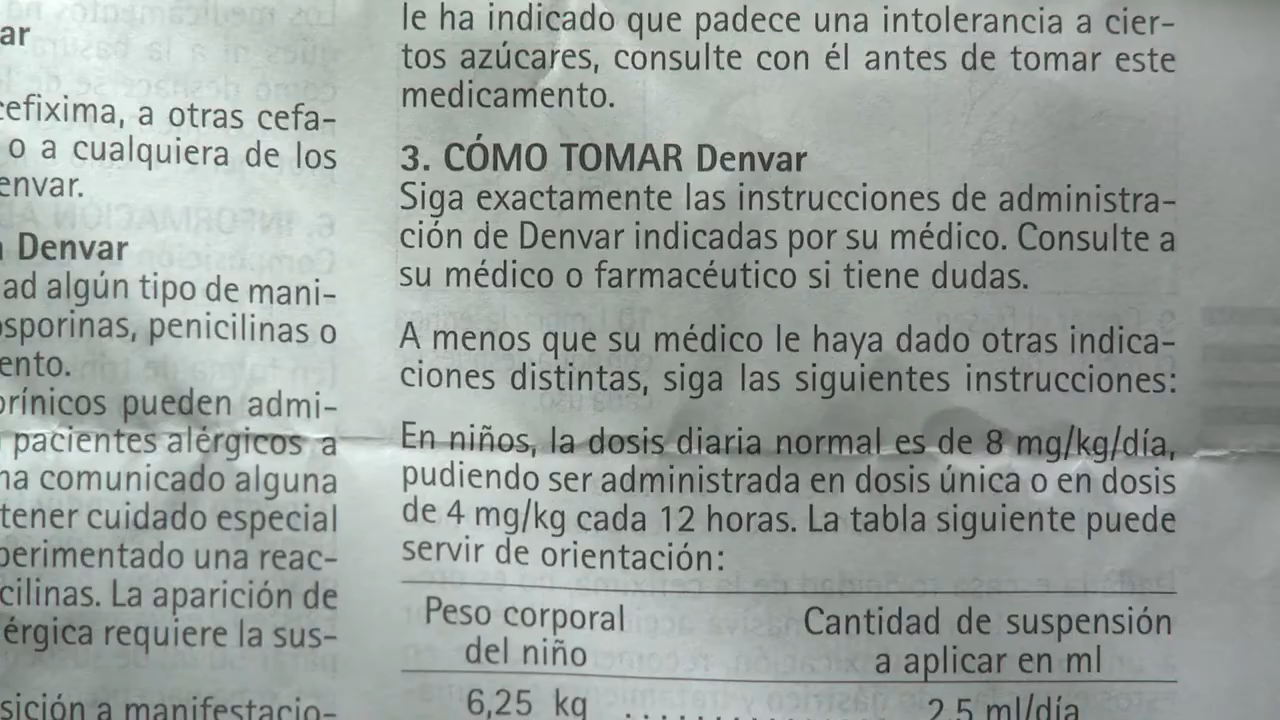 ar
cefixima, a otras cefa-
o a cualquiera de los
envar.
Denvar
ad algún tipo de mani-
sporinas, penicilinas o
ento.
orínicos pueden admi-
pacientes alérgicos a
ha comunicado alguna
tener cuidado especial
perimentado una reac-
cilinas. La aparición de
érgica requiere la sus-
sición a manifestacio-
le ha indicado que padece una intolerancia a cier-
tos azúcares, consulte con él antes de tomar este
medicamento.
3. CÓMO TOMAR Denvar
Siga exactamente las instrucciones de administra-
ción de Denvar indicadas por su médico. Consulte a
su médico o farmacéutico si tiene dudas.
A menos que su médico le haya dado otras indica-
ciones distintas, siga las siguientes instrucciones:
En niños, la dosis diaria normal es de 8 mg/kg/día,
pudiendo ser administrada en dosis única o en dosis
de 4 mg/kg cada 12 horas. La tabla siguiente puede
servir de orientación:
Peso corporal
del niño
Cantidad de suspensión
a aplicar en ml
6,25 kg ............ 2,5 ml/día